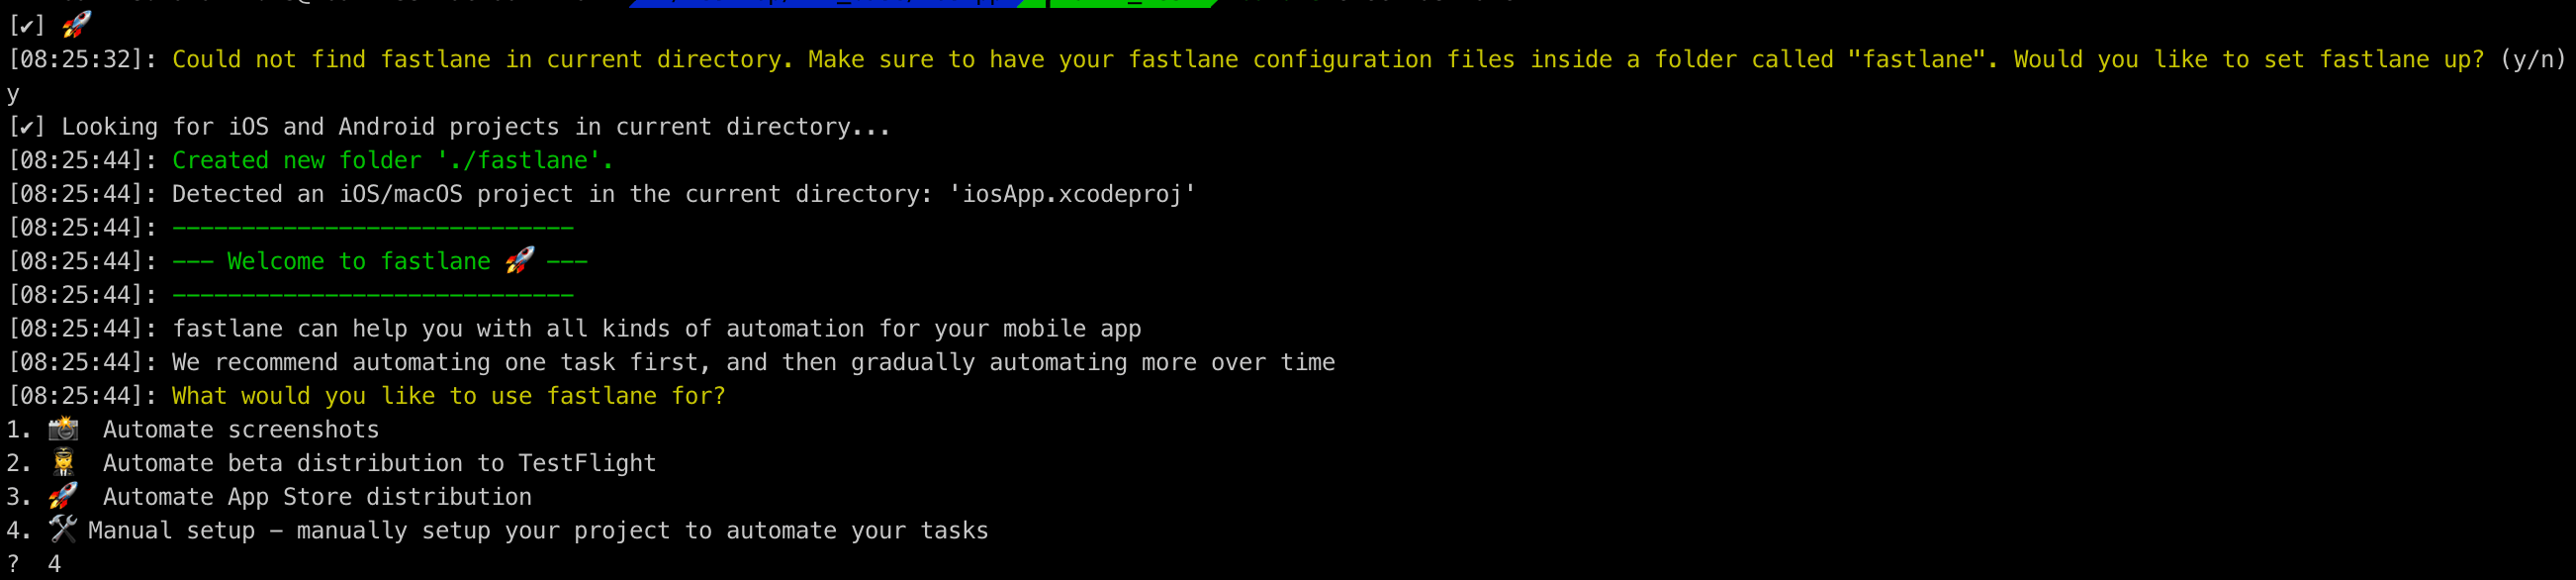 [✔] 🚀
[08:25:32]: Could not find fastlane in current directory. Make sure to have your fastlane configuration files inside a folder called "fastlane". Would you like to set fastlane up? (y/n)
y
[✔] Looking for iOS and Android projects in current directory...
[08:25:44]: Created new folder './fastlane'.
[08:25:44]: Detected an iOS/macOS project in the current directory: 'iosApp.xcodeproj'
[08:25:44]: -----------------------------
[08:25:44]: --- Welcome to fastlane 🚀 ---
[08:25:44]: -----------------------------
[08:25:44]: fastlane can help you with all kinds of automation for your mobile app
[08:25:44]: We recommend automating one task first, and then gradually automating more over time
[08:25:44]: What would you like to use fastlane for?
1. 📸  Automate screenshots
2. 👩‍✈️  Automate beta distribution to TestFlight
3. 🚀  Automate App Store distribution
4. 🛠  Manual setup - manually setup your project to automate your tasks
?  4